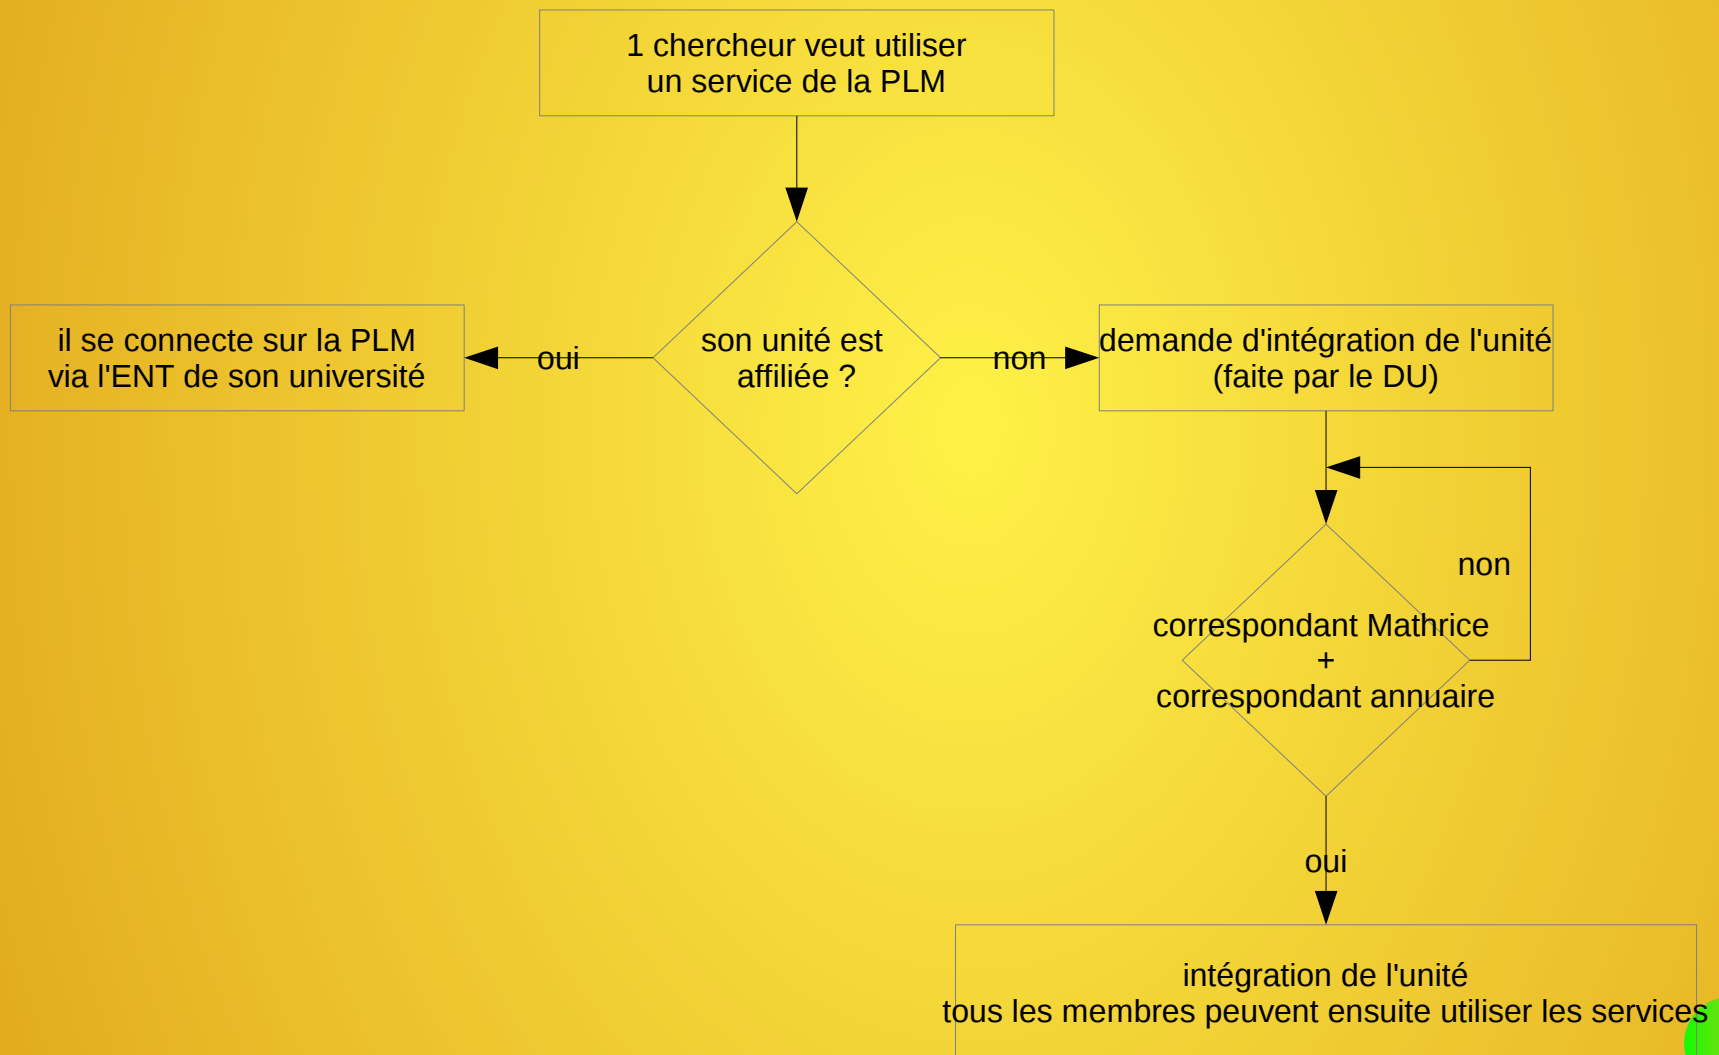 1 chercheur veut utiliser
un service de la PLM
il se connecte sur la PLM
via l'ENT de son université
oui
son unité est
affiliée ?
non
demande d'intégration de l'unité
(faite par le DU)
non
correspondant Mathrice
+
correspondant annuaire
oui
intégration de l'unité
tous les membres peuvent ensuite utiliser les services